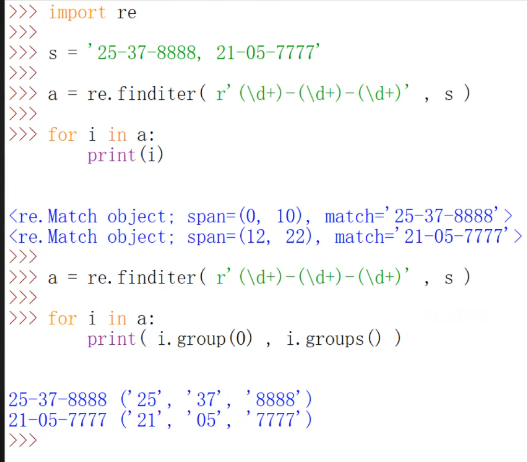 >>> import re
>>>
>>> s = '25-37-8888, 21-05-7777'
>>>
>>> a = re.finditer( r'(\d+)-(\d+)-(\d+)' , s )
>>>
>>> for i in a:
        print(i)
<re.Match object; span=(0, 10), match='25-37-8888'>
<re.Match object; span=(12, 22), match='21-05-7777'>
>>>
>>> a = re.finditer( r'(\d+)-(\d+)-(\d+)' , s )
>>>
>>> for i in a:
        print( i.group(0) , i.groups() )
25-37-8888 ('25', '37', '8888')
21-05-7777 ('21', '05', '7777')
>>>